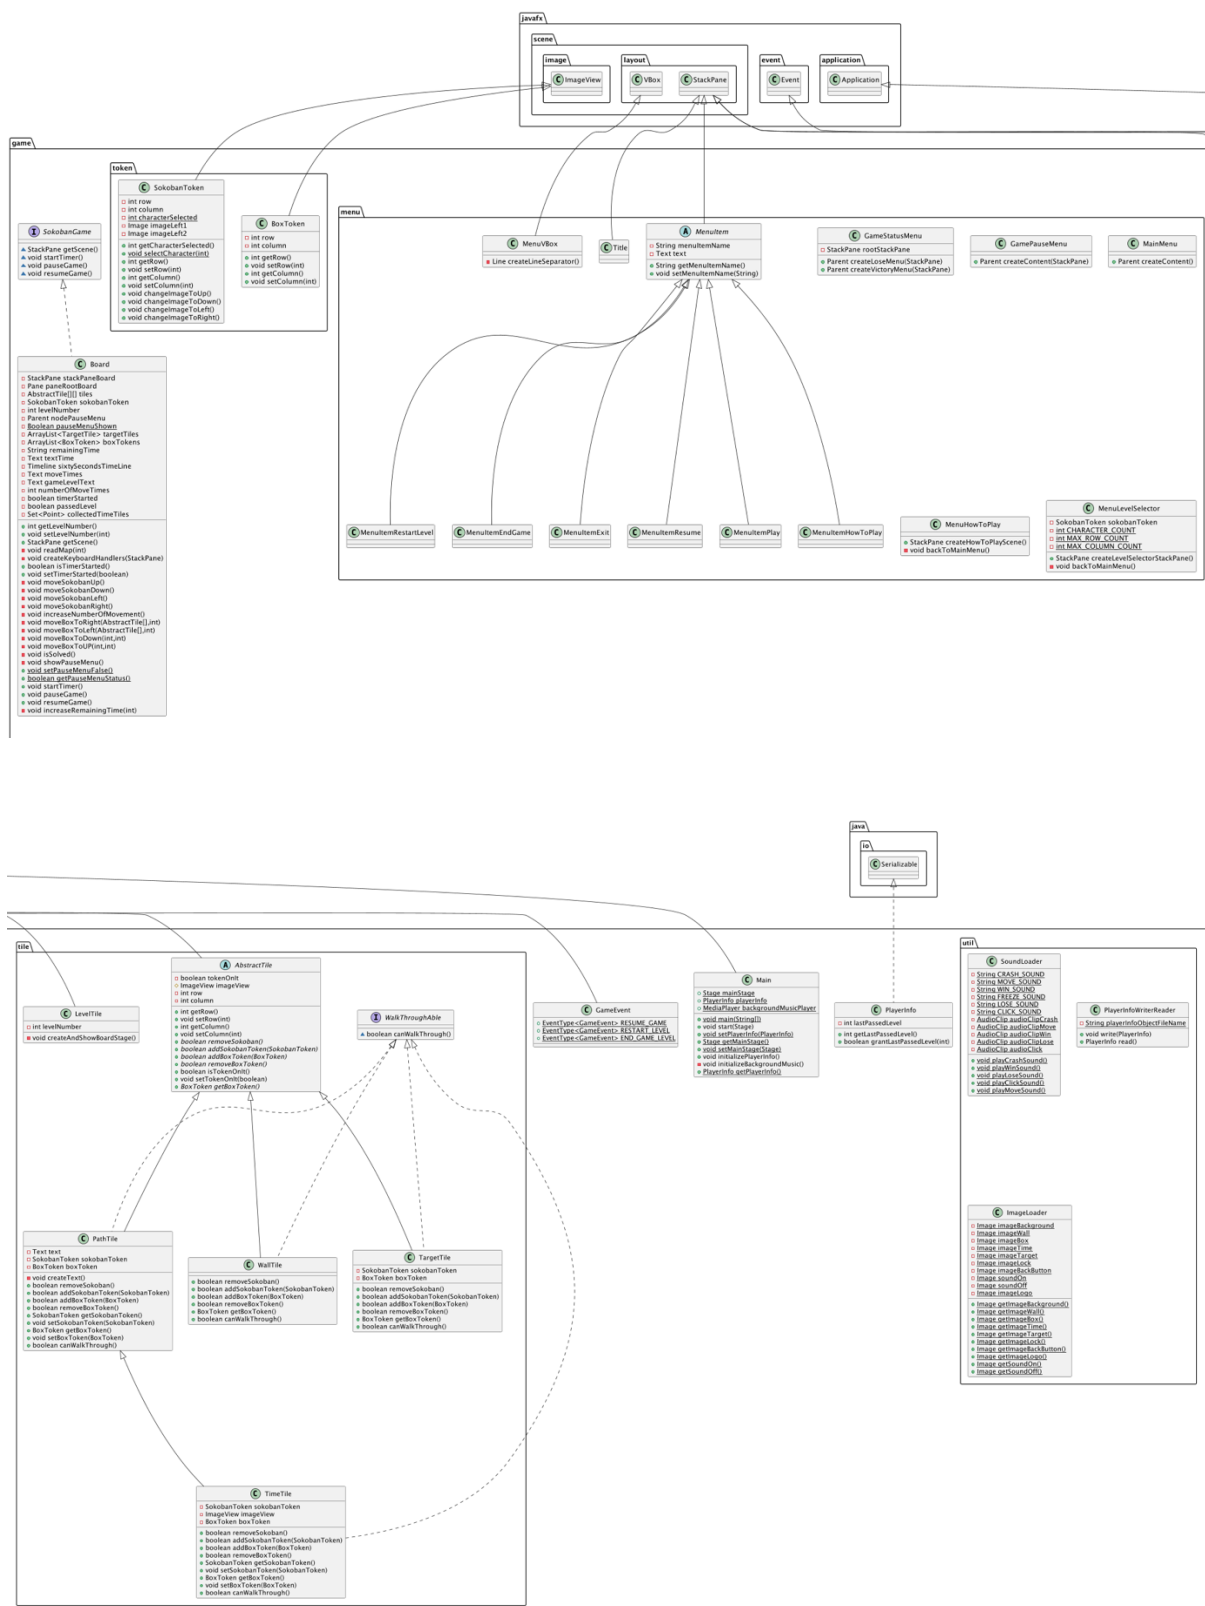 javafx
scene
image
C ImageView
layout
C VBox
C StackPane
event
C Event
application
C Application
game
token
C SokobanToken
int row
int column
int characterSelected
Image imageLeft1
Image imageLeft2
int getCharacterSelected()
void selectCharacter(int)
int getRow()
void setRow(int)
int getColumn()
void setColumn(int)
void changeImageToUp()
void changeImageToDown()
void changeImageToLeft()
void changeImageToRight()
C BoxToken
int row
int column
int getRow()
void setRow(int)
int getColumn()
void setColumn(int)
I SokobanGame
StackPane getScene()
void startTimer()
void pauseGame()
void resumeGame()
C Board
StackPane stackPaneBoard
Pane paneRootBoard
AbstractTile[][] tiles
SokobanToken sokobanToken
int levelNumber
Parent nodePauseMenu
Boolean pauseMenuShown
ArrayList<TargetTile> targetTiles
ArrayList<BoxToken> boxTokens
String remainingTime
Text textTime
Timeline sixtySecondsTimeLine
Text moveTimes
Text gameLevelText
int numberOfMoveTimes
boolean timerStarted
boolean passedLevel
Set<Point> collectedTimeTiles
int getLevelNumber()
void setLevelNumber(int)
StackPane getScene()
void readMap(int)
void createKeyboardHandlers(StackPane)
boolean isTimerStarted()
void setTimerStarted(boolean)
void moveSokobanUp()
void moveSokobanDown()
void moveSokobanLeft()
void moveSokobanRight()
void increaseNumberOfMovement()
void moveBoxToRight(AbstractTile[],int)
void moveBoxToLeft(AbstractTile[],int)
void moveBoxToDown(int,int)
void moveBoxToUP(int,int)
void isSolved()
void showPauseMenu()
void setPauseMenuFalse()
boolean getPauseMenuStatus()
void startTimer()
void pauseGame()
void resumeGame()
void increaseRemainingTime(int)
menu
C MenuVBox
Line createLineSeparator()
C Title
A MenuItem
String menuItemName
Text text
String getMenuItemName()
void setMenuItemName(String)
C GameStatusMenu
StackPane rootStackPane
Parent createLoseMenu(StackPane)
Parent createVictoryMenu(StackPane)
C GamePauseMenu
Parent createContent(StackPane)
C MainMenu
Parent createContent()
C MenuItemRestartLevel
C MenuItemEndGame
C MenuItemExit
C MenuItemResume
C MenuItemPlay
C MenuItemHowToPlay
C MenuHowToPlay
StackPane createHowToPlayScene()
void backToMainMenu()
C MenuLevelSelector
SokobanToken sokobanToken
int CHARACTER_COUNT
int MAX_ROW_COUNT
int MAX_COLUMN_COUNT
StackPane createLevelSelectorStackPane()
void backToMainMenu()
java
io
C Serializable
tile
C LevelTile
int levelNumber
void createAndShowBoardStage()
A AbstractTile
boolean tokenOnIt
ImageView imageView
int row
int column
int getRow()
void setRow(int)
int getColumn()
void setColumn(int)
boolean removeSokoban()
boolean addSokobanToken(SokobanToken)
boolean addBoxToken(BoxToken)
boolean removeBoxToken()
boolean isTokenOnIt()
void setTokenOnIt(boolean)
BoxToken getBoxToken()
I WalkThroughAble
boolean canWalkThrough()
C PathTile
Text text
SokobanToken sokobanToken
BoxToken boxToken
void createText()
boolean removeSokoban()
boolean addSokobanToken(SokobanToken)
boolean addBoxToken(BoxToken)
boolean removeBoxToken()
SokobanToken getSokobanToken()
void setSokobanToken(SokobanToken)
BoxToken getBoxToken()
void setBoxToken(BoxToken)
boolean canWalkThrough()
C WallTile
boolean removeSokoban()
boolean addSokobanToken(SokobanToken)
boolean addBoxToken(BoxToken)
boolean removeBoxToken()
BoxToken getBoxToken()
boolean canWalkThrough()
C TargetTile
SokobanToken sokobanToken
BoxToken boxToken
boolean removeSokoban()
boolean addSokobanToken(SokobanToken)
boolean addBoxToken(BoxToken)
boolean removeBoxToken()
BoxToken getBoxToken()
boolean canWalkThrough()
C TimeTile
SokobanToken sokobanToken
ImageView imageView
BoxToken boxToken
boolean removeSokoban()
boolean addSokobanToken(SokobanToken)
boolean addBoxToken(BoxToken)
boolean removeBoxToken()
SokobanToken getSokobanToken()
void setSokobanToken(SokobanToken)
BoxToken getBoxToken()
void setBoxToken(BoxToken)
boolean canWalkThrough()
C GameEvent
EventType<GameEvent> RESUME_GAME
EventType<GameEvent> RESTART_LEVEL
EventType<GameEvent> END_GAME_LEVEL
C Main
Stage mainStage
PlayerInfo playerInfo
MediaPlayer backgroundMusicPlayer
void main(String[])
void start(Stage)
void setPlayerInfo(PlayerInfo)
Stage getMainStage()
void setMainStage(Stage)
void initializePlayerInfo()
void initializeBackgroundMusic()
PlayerInfo getPlayerInfo()
C PlayerInfo
int lastPassedLevel
int getLastPassedLevel()
boolean grantLastPassedLevel(int)
util
C SoundLoader
String CRASH_SOUND
String MOVE_SOUND
String WIN_SOUND
String FREEZE_SOUND
String LOSE_SOUND
String CLICK_SOUND
AudioClip audioClipCrash
AudioClip audioClipMove
AudioClip audioClipWin
AudioClip audioClipLose
AudioClip audioClick
void playCrashSound()
void playWinSound()
void playLoseSound()
void playClickSound()
void playMoveSound()
C PlayerInfoWriterReader
String playerInfoObjectFileName
void write(PlayerInfo)
PlayerInfo read()
C ImageLoader
Image imageBackground
Image imageWall
Image imageBox
Image imageTime
Image imageTarget
Image imageLock
Image imageBackButton
Image soundOn
Image soundOff
Image imageLogo
Image getImageBackground()
Image getImageWall()
Image getImageBox()
Image getImageTime()
Image getImageTarget()
Image getImageLock()
Image getImageBackButton()
Image getImageLogo()
Image getSoundOn()
Image getSoundOff()